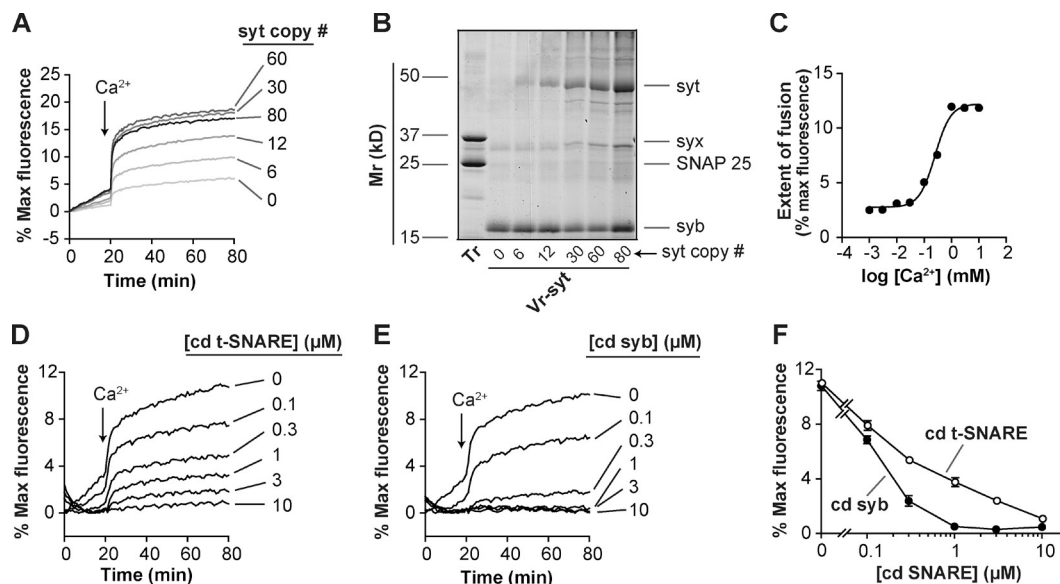 A
syt copy #
60
30
80
12
6
0
Ca²⁺
% Max fluorescence
25
20
15
10
5
0
-5
0 20 40 60 80
Time (min)
B
Mr (kD)
50
37
25
15
syt
syx
SNAP 25
syb
Tr 0 6 12 30 60 80
syt copy #
Vr-syt
C
Extent of fusion
(% max fluorescence)
15
10
5
0
-4 -3 -2 -1 0 1 2
log [Ca²⁺] (mM)
D
[cd t-SNARE] (µM)
0
0.1
0.3
1
3
10
Ca²⁺
% Max fluorescence
12
8
4
0
0 20 40 60 80
Time (min)
E
[cd syb] (µM)
0
0.1
0.3
1
3
10
Ca²⁺
% Max fluorescence
12
8
4
0
0 20 40 60 80
Time (min)
F
% Max fluorescence
12
8
4
0
cd t-SNARE
cd syb
0 0.1 1 10
[cd SNARE] (µM)